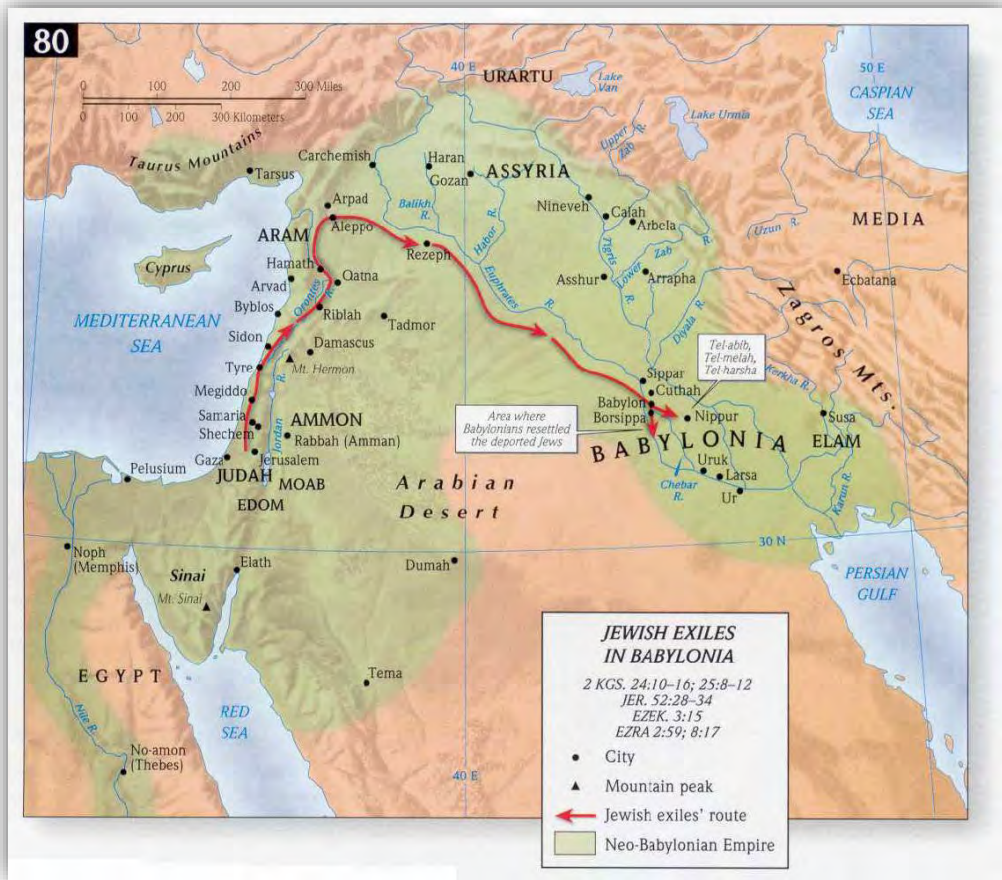 80
0 100 200 300 Miles
0 100 200 300 Kilometers
40 E
50 E
URARTU
Lake
Van
Lake Urmia
CASPIAN
SEA
Taurus Mountains
Tarsus
Carchemish
Haran
Gozan
ASSYRIA
Upper
Zab R.
Arpad
Aleppo
Balikh
R.
Habor R.
Nineveh
Calah
Arbela
MEDIA
Uzun R.
ARAM
Rezeph
Tigris
R.
Lower Zab
R.
Cyprus
Hamath
Qatna
Arvad
Orontes
R.
Euphrates
R.
Asshur
Arrapha
Ecbatana
Zagros Mts.
Byblos
Riblah
Tadmor
Diyala R.
MEDITERRANEAN
SEA
Sidon
Damascus
Mt. Hermon
Tel-abib,
Tel-melah,
Tel-harsha
Tyre
Kerkha R.
Megiddo
Sippar
Cuthah
Samaria
Shechem
AMMON
Jordan R.
Rabbah (Amman)
Area where
Babylonians resettled
the deported Jews
Babylon
Borsippa
Nippur
Susa
ELAM
BABYLONIA
Gaza
Jerusalem
Pelusium
JUDAH
MOAB
EDOM
Arabian
Desert
Uruk
Larsa
Ur
Chebar
R.
Karun R.
30 N
Noph
(Memphis)
Sinai
Elath
Mt. Sinai
Dumah
PERSIAN
GULF
EGYPT
Tema
Nile R.
RED
SEA
No-amon
(Thebes)
40 E
JEWISH EXILES
IN BABYLONIA
2 KGS. 24:10–16; 25:8–12
JER. 52:28–34
EZEK. 3:15
EZRA 2:59; 8:17
City
Mountain peak
Jewish exiles' route
Neo-Babylonian Empire